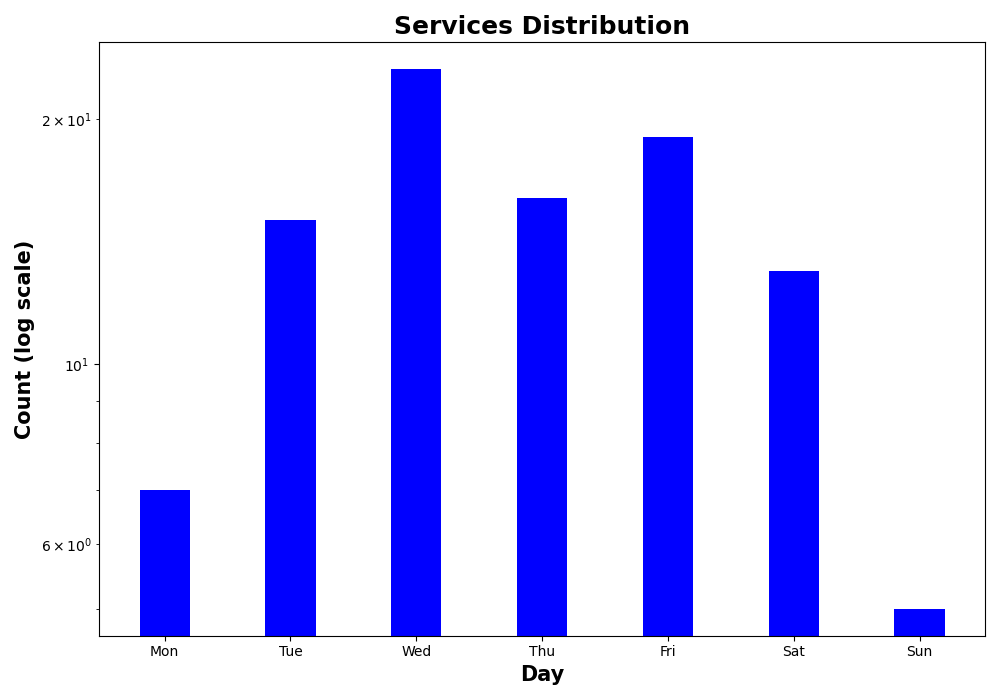 Services Distribution
Count (log scale)
2 × 10¹
10¹
6 × 10⁰
Mon Tue Wed Thu Fri Sat Sun
Day